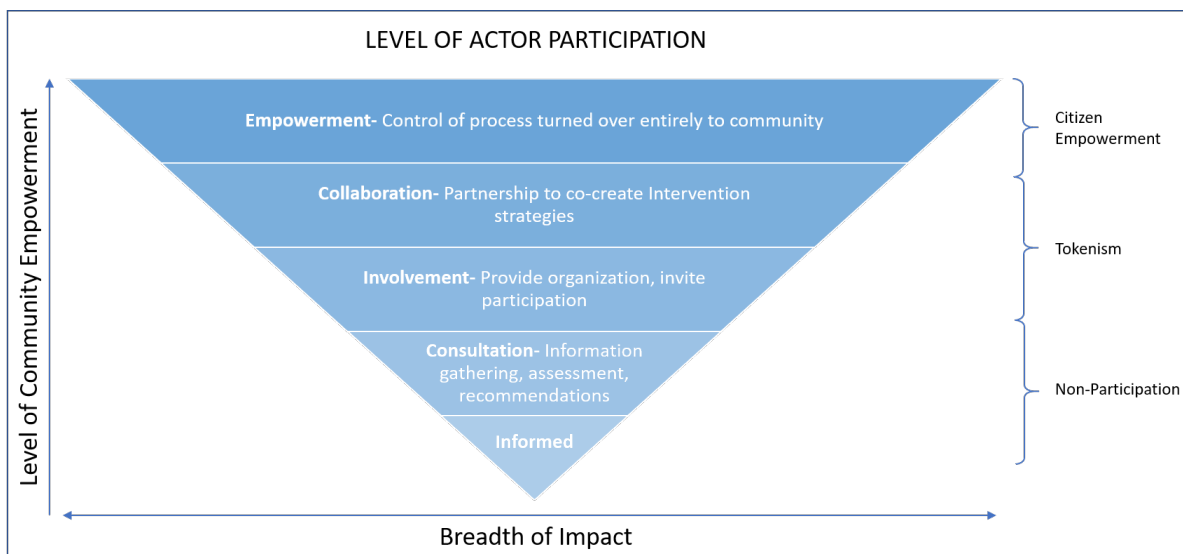 LEVEL OF ACTOR PARTICIPATION
Level of Community Empowerment
Empowerment- Control of process turned over entirely to community
Citizen
Empowerment
Collaboration- Partnership to co-create Intervention
strategies
Tokenism
Involvement- Provide organization, invite
participation
Consultation- Information
gathering, assessment,
recommendations
Non-Participation
Informed
Breadth of Impact